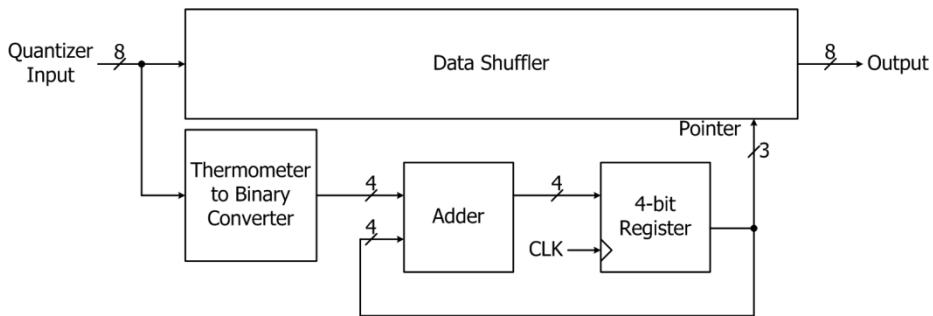 Quantizer
Input
8
Data Shuffler
8
Output
Pointer
3
Thermometer
to Binary
Converter
4
4
Adder
4
4-bit
Register
CLK